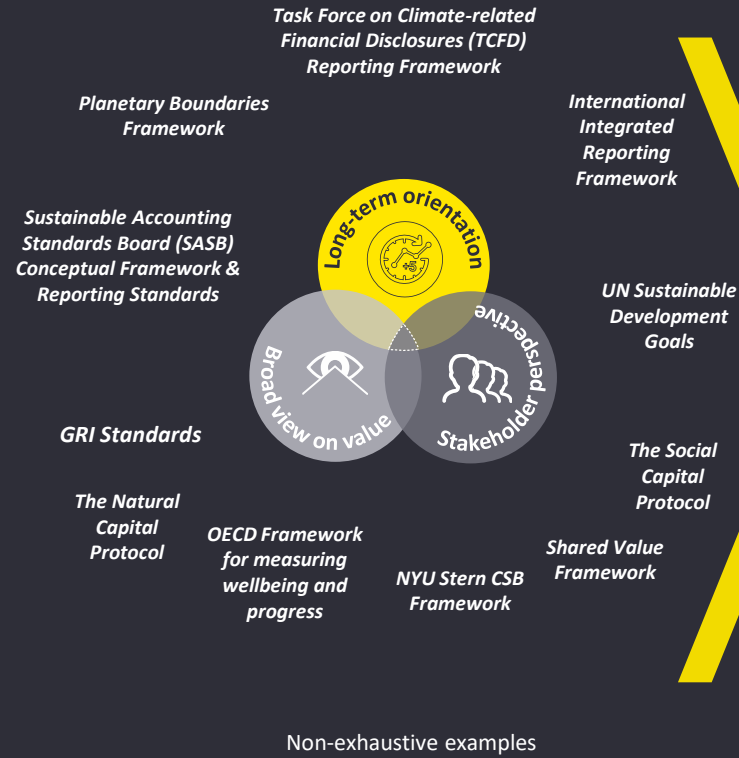 Task Force on Climate-related
Financial Disclosures (TCFD)
Reporting Framework
Planetary Boundaries
Framework
International
Integrated
Reporting
Framework
Long-term orientation
+5
Sustainable Accounting
Standards Board (SASB)
Conceptual Framework &
Reporting Standards
UN Sustainable
Development
Goals
Broad view on value
Stakeholder perspective
GRI Standards
The Social
Capital
Protocol
The Natural
Capital
Protocol
OECD Framework
for measuring
wellbeing and
progress
NYU Stern CSB
Framework
Shared Value
Framework
Non-exhaustive examples